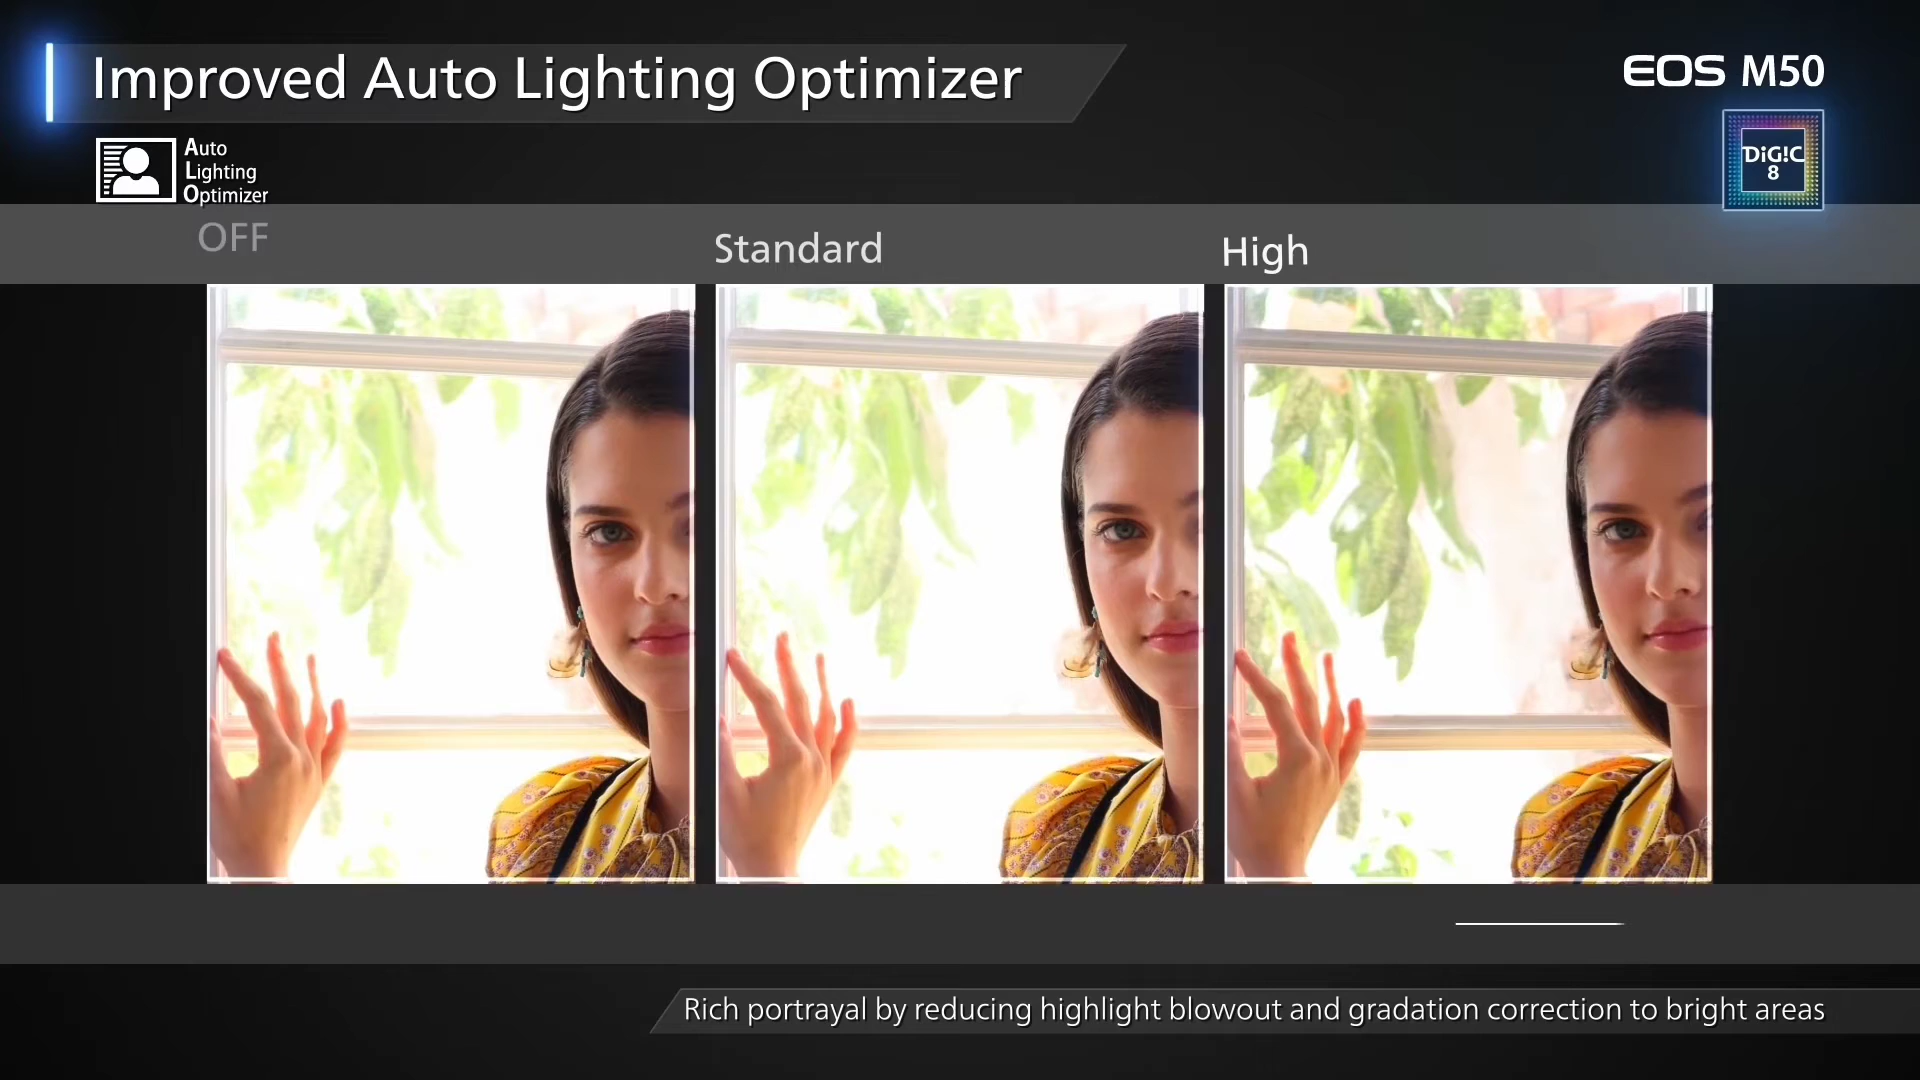 Improved Auto Lighting Optimizer
EOS M50
Auto
Lighting
Optimizer
DiG!C
8
OFF
Standard
High
Rich portrayal by reducing highlight blowout and gradation correction to bright areas